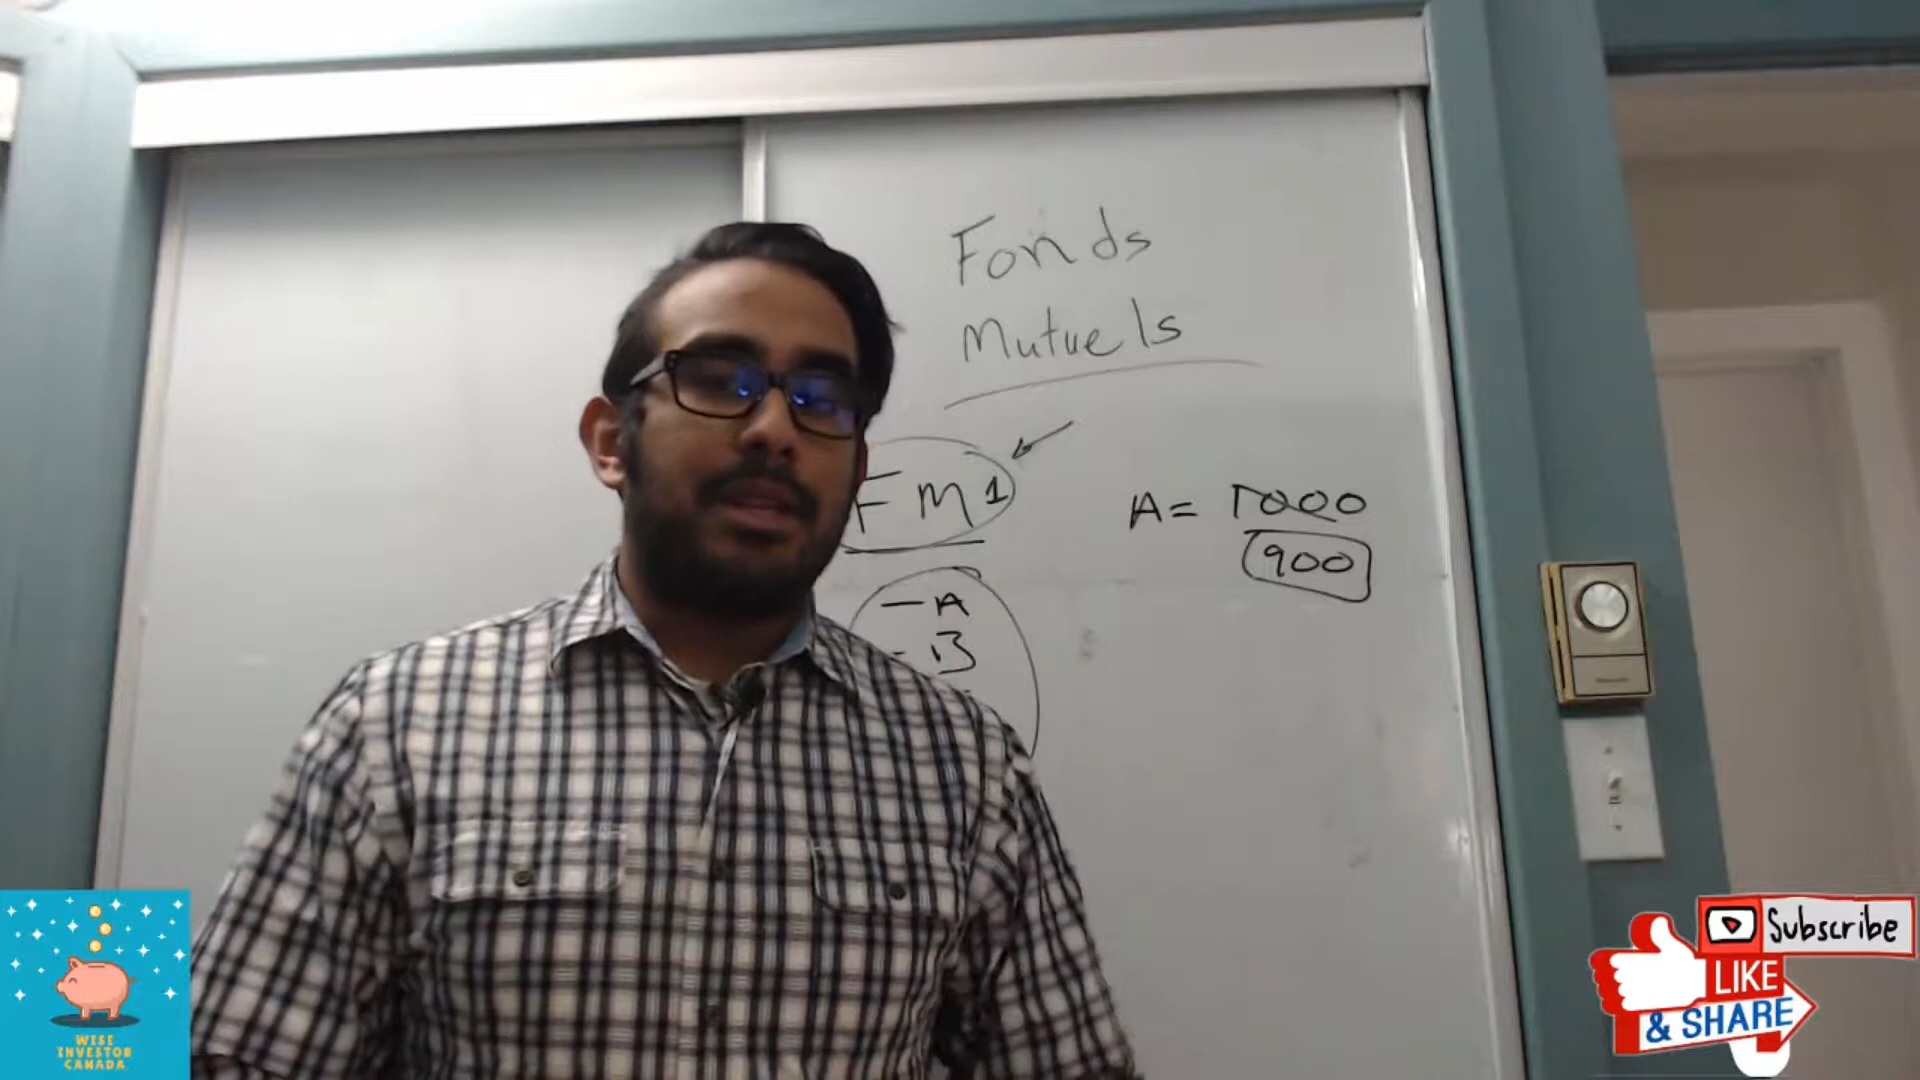 Fonds
Mutuels
FM1
A = 1000
900
- A
- B
WISE
INVESTOR
CANADA
Subscribe
LIKE
& SHARE